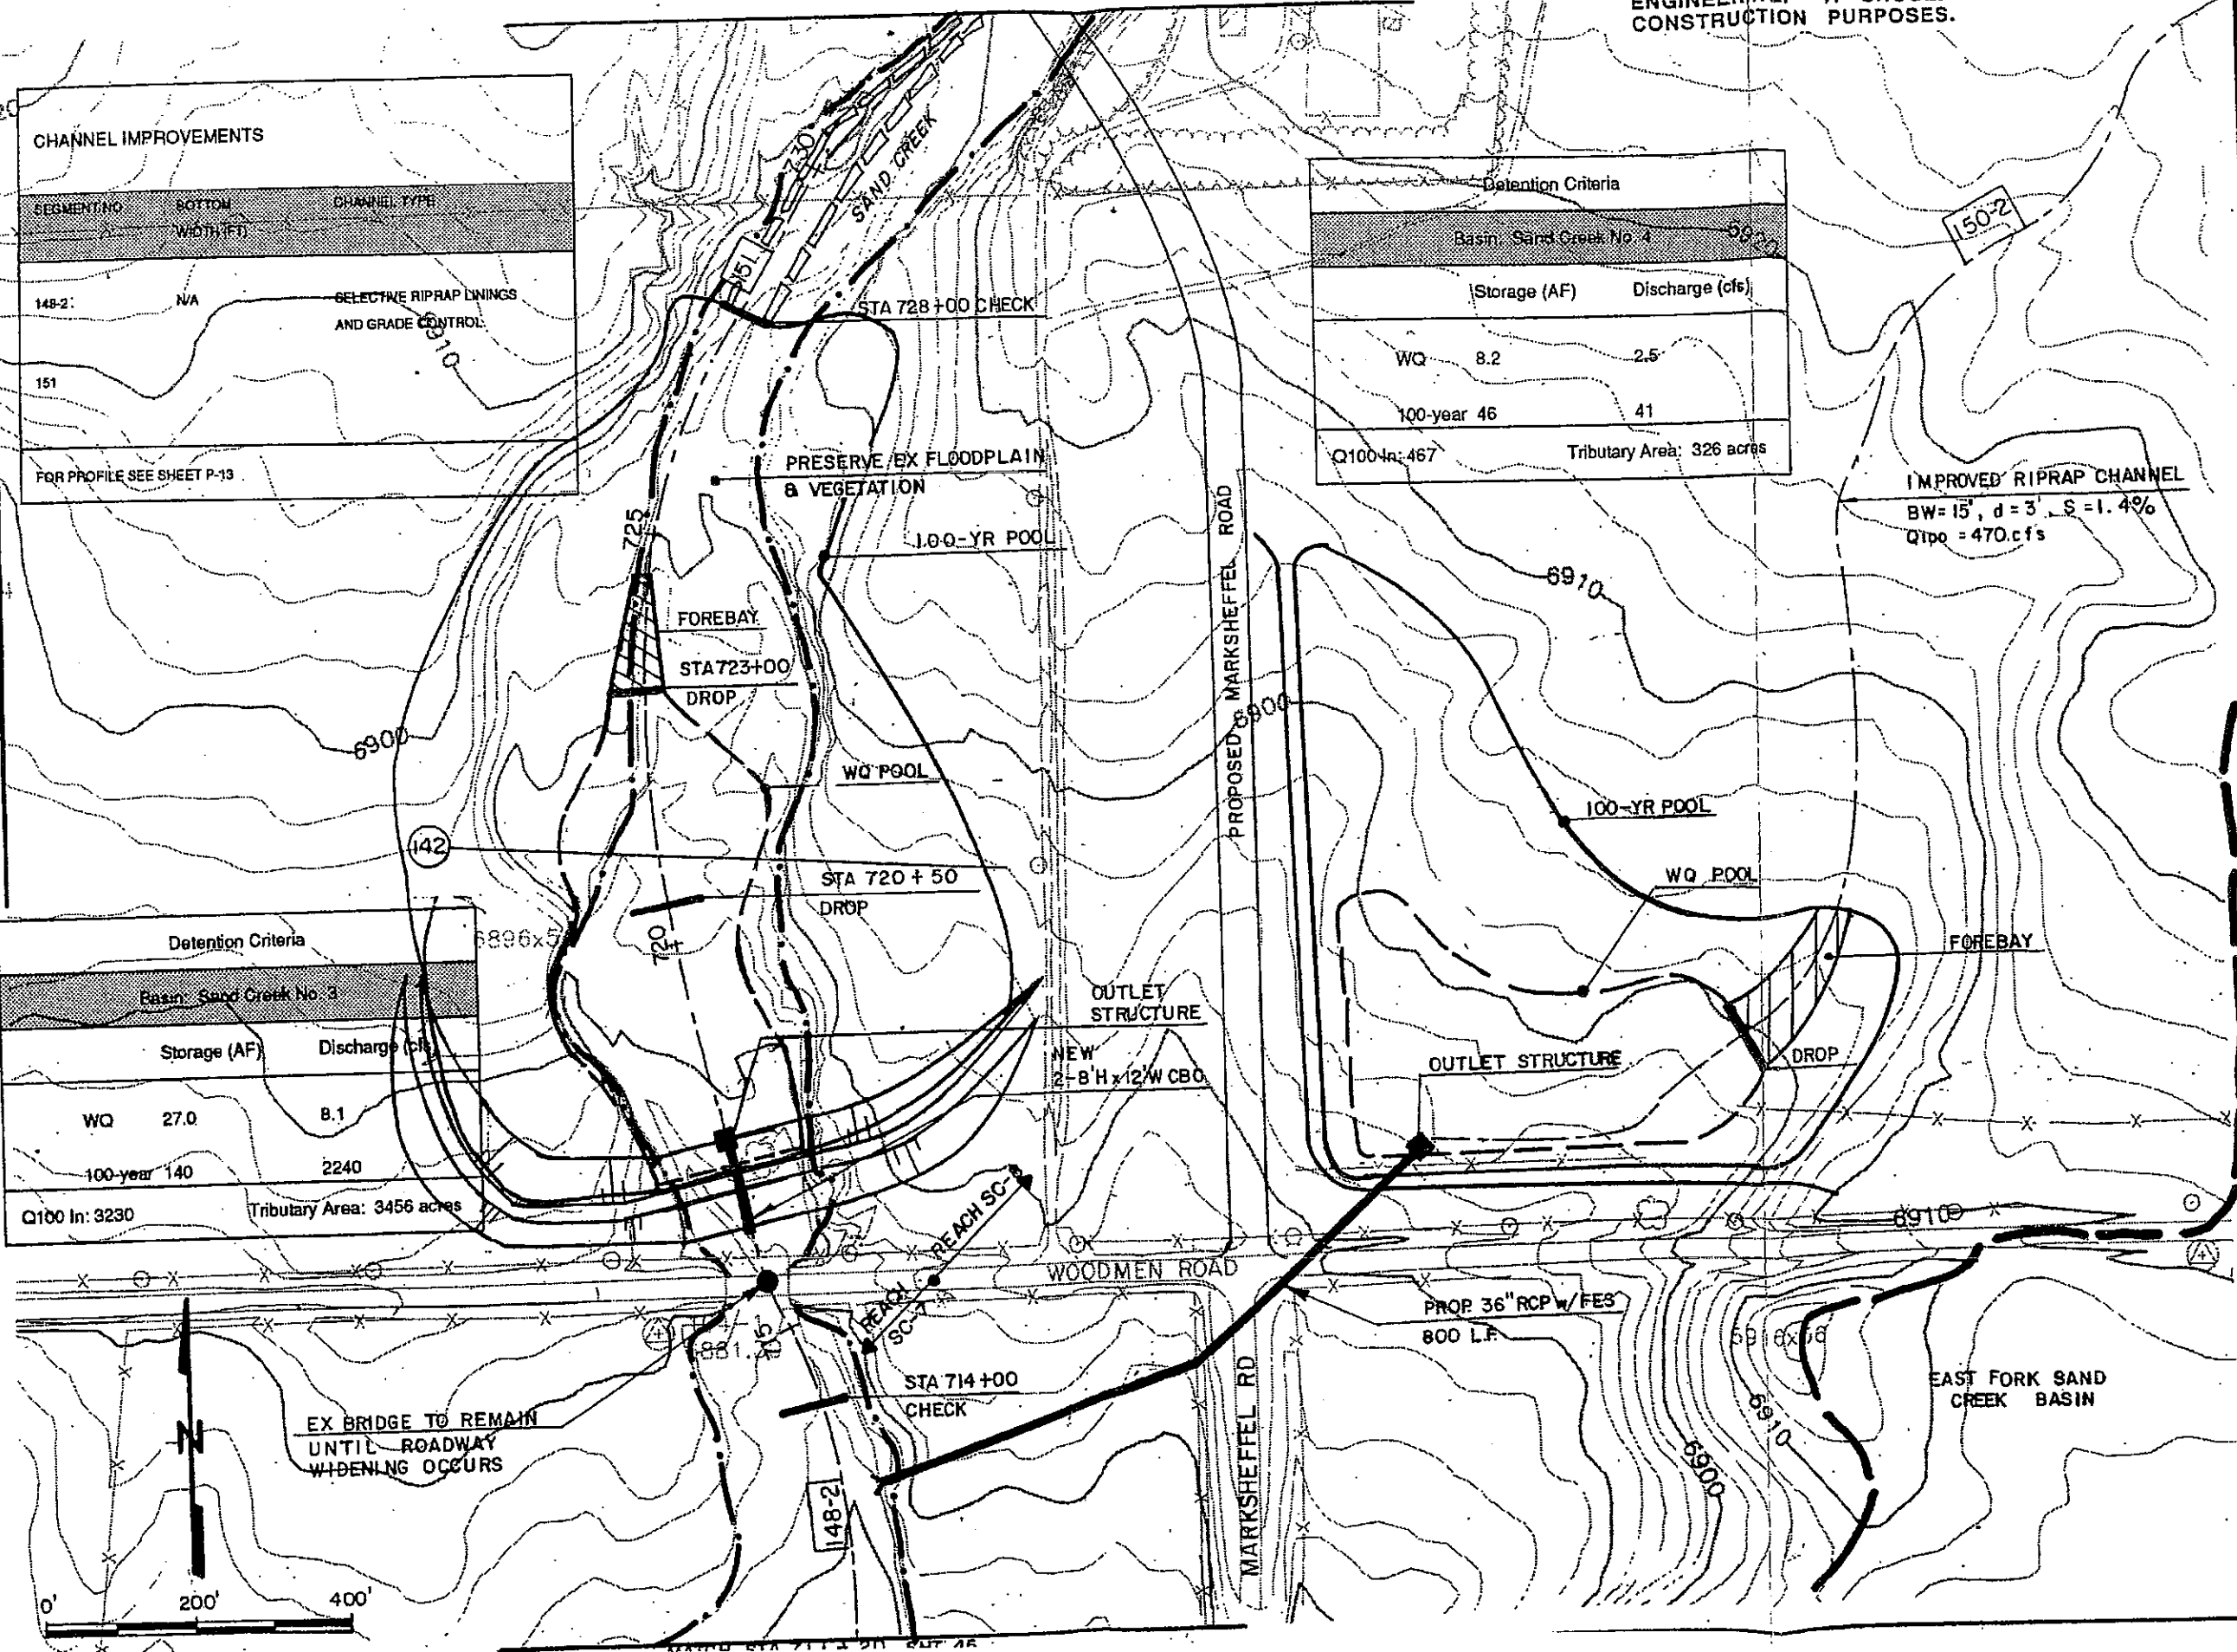 CONSTRUCTION PURPOSES.
CHANNEL IMPROVEMENTS
SEGMENT NO BOTTOM CHANNEL TYPE
WIDTH (FT)
148-2: N/A SELECTIVE RIPRAP LININGS
AND GRADE CONTROL.
151
FOR PROFILE SEE SHEET P-13
6910
730
SAND CREEK
151
STA 728+00 CHECK
Detention Criteria
Basin: Sand Creek No. 4
6920
Storage (AF) Discharge (cfs)
WQ 8.2 2.5
100-year 46 41
Q100 In: 467 Tributary Area: 326 acres
150-2
IMPROVED RIPRAP CHANNEL
BW=15', d=3', S=1.4%
=470.cfs
PRESERVE EX FLOODPLAIN
& VEGETATION
725
100-YR POOL
FOREBAY
STA 723+00
DROP
PROPOSED MARKSHEFFEL ROAD
6910
6900
6900
WQ POOL
100-YR POOL
142
STA 720+50
DROP
WQ POOL
720
FOREBAY
Detention Criteria
Basin: Sand Creek No. 3
Storage (AF) Discharge (cfs)
WQ 27.0 8.1
100-year 140 2240
Q100 In: 3230 Tributary Area: 3456 acres
OUTLET
STRUCTURE
NEW
2-8'H x 12'W CBC
OUTLET STRUCTURE
DROP
REACH
REACH
SC-7
WOODMEN ROAD
6910
715
PROP. 36" RCP w/ FES
800 L.F.
EX BRIDGE TO REMAIN
UNTIL ROADWAY
WIDENING OCCURS
STA 714+00
CHECK
EAST FORK SAND
CREEK BASIN
6910
6900
MARKSHEFFEL RD
148-2
N
0' 200' 400'